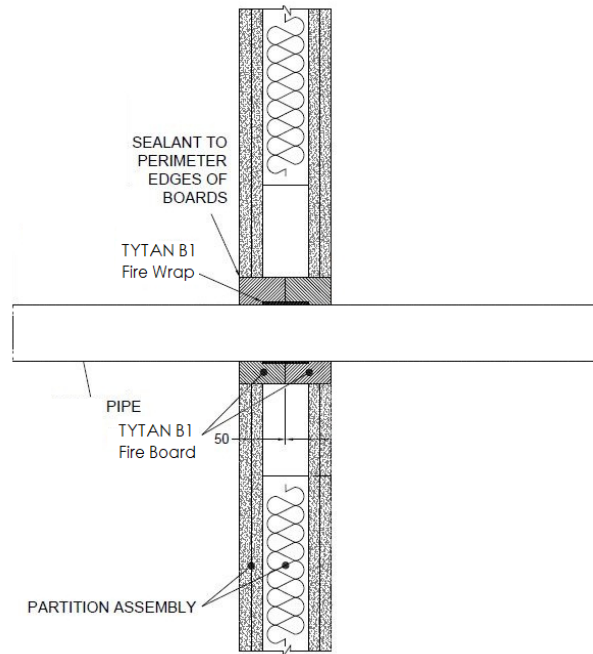 SEALANT TO
PERIMETER
EDGES OF
BOARDS
TYTAN B1
Fire Wrap
PIPE
TYTAN B1
Fire Board
50
PARTITION ASSEMBLY